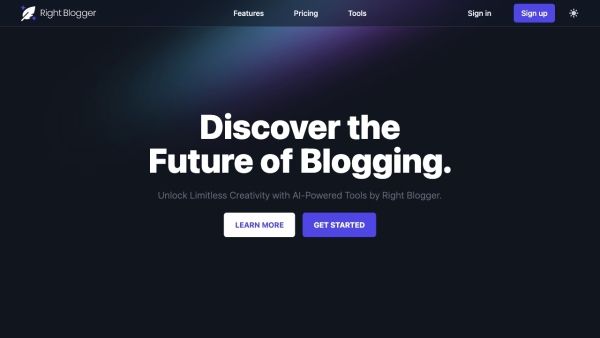 Right Blogger
Features
Pricing
Tools
Sign in
Sign up
Discover the
Future of Blogging.
Unlock Limitless Creativity with AI-Powered Tools by Right Blogger.
LEARN MORE
GET STARTED